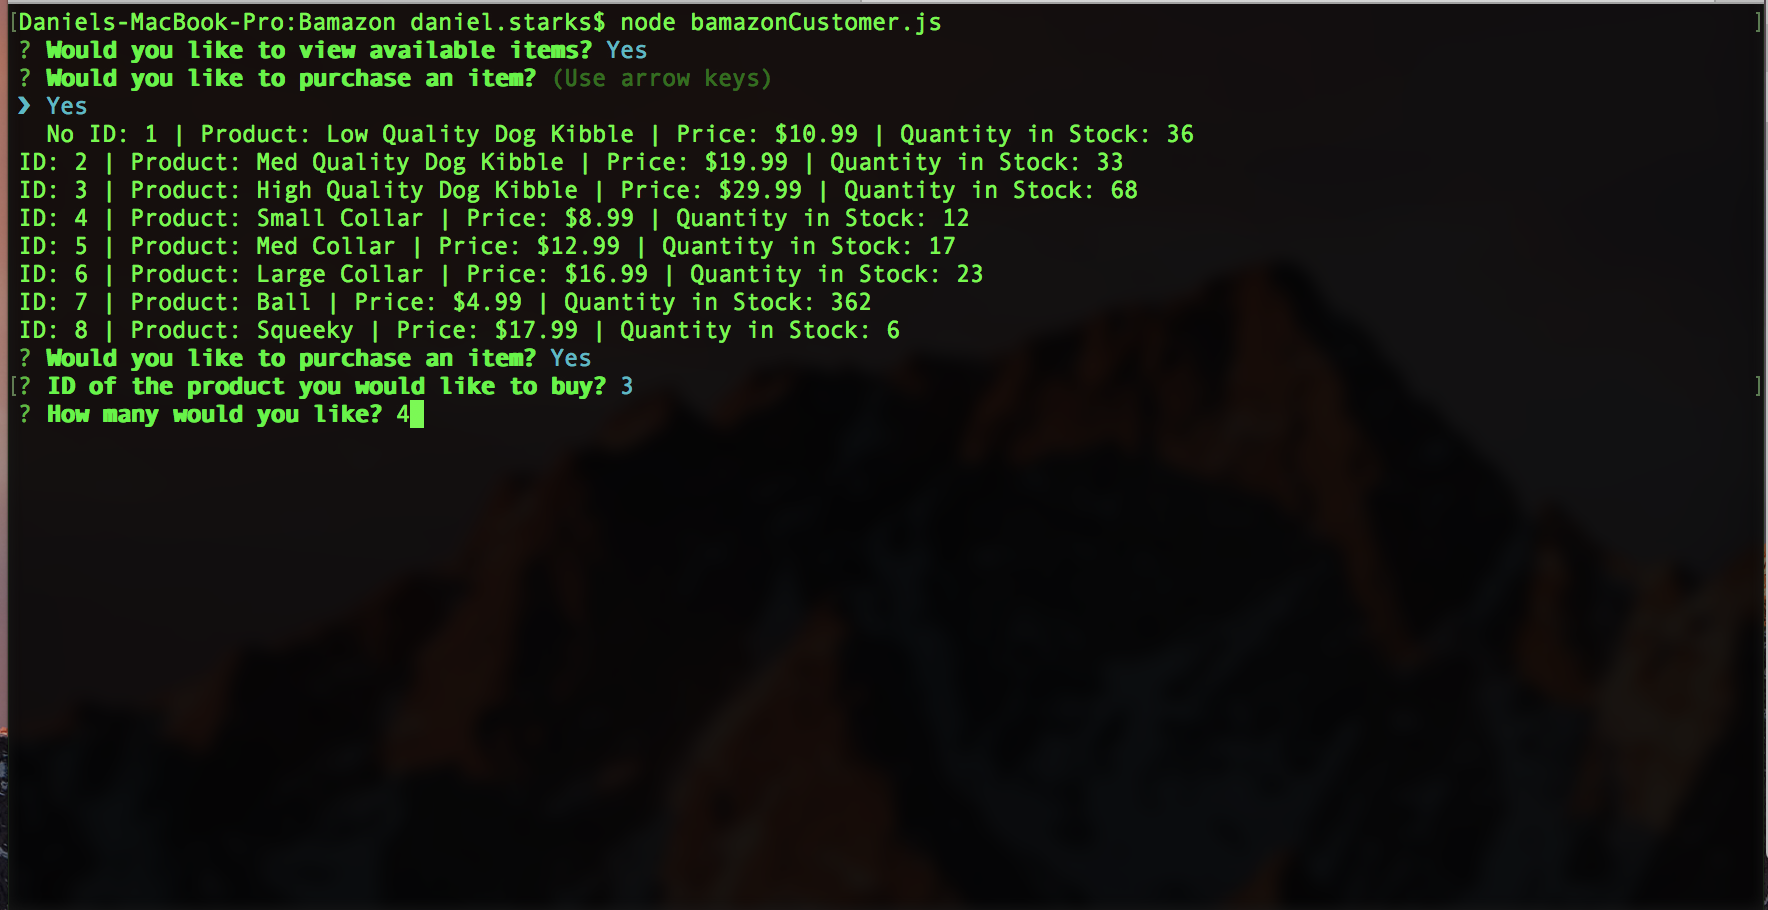 [Daniels-MacBook-Pro:Bamazon daniel.starks$ node bamazonCustomer.js ]
? Would you like to view available items? Yes
? Would you like to purchase an item? (Use arrow keys)
❯ Yes
  No ID: 1 | Product: Low Quality Dog Kibble | Price: $10.99 | Quantity in Stock: 36
ID: 2 | Product: Med Quality Dog Kibble | Price: $19.99 | Quantity in Stock: 33
ID: 3 | Product: High Quality Dog Kibble | Price: $29.99 | Quantity in Stock: 68
ID: 4 | Product: Small Collar | Price: $8.99 | Quantity in Stock: 12
ID: 5 | Product: Med Collar | Price: $12.99 | Quantity in Stock: 17
ID: 6 | Product: Large Collar | Price: $16.99 | Quantity in Stock: 23
ID: 7 | Product: Ball | Price: $4.99 | Quantity in Stock: 362
ID: 8 | Product: Squeeky | Price: $17.99 | Quantity in Stock: 6
? Would you like to purchase an item? Yes
[? ID of the product you would like to buy? 3 ]
? How many would you like? 4